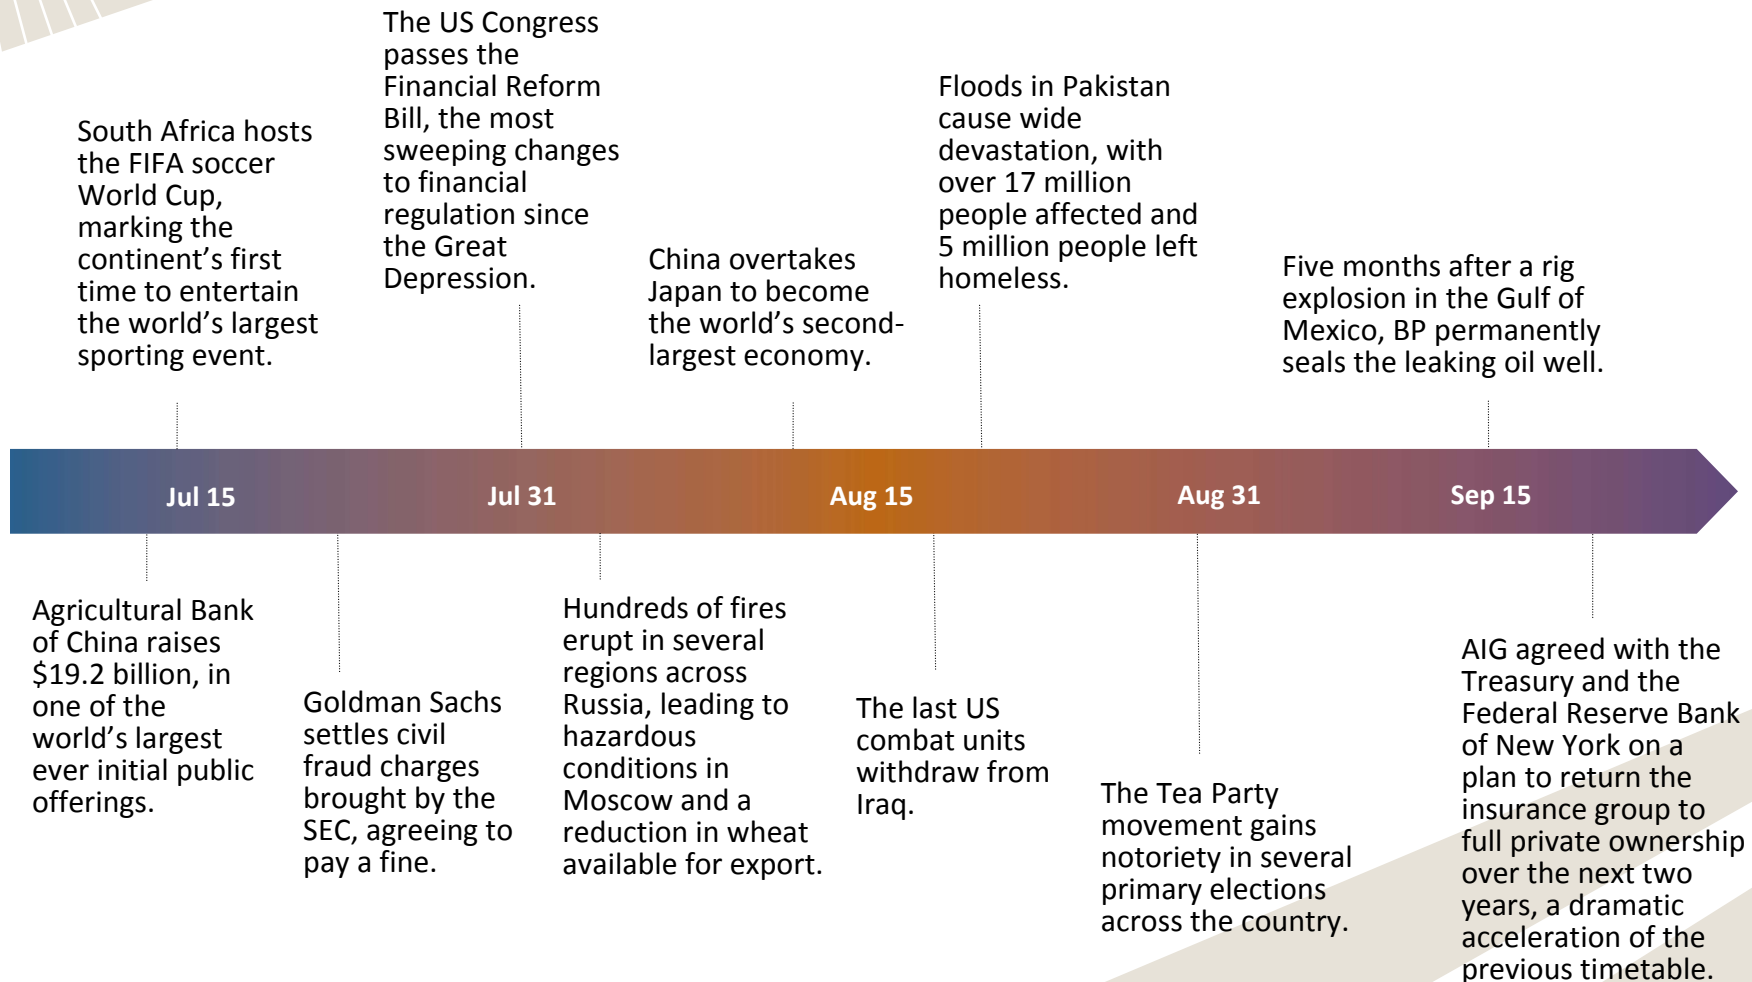 The US Congress
passes the
Financial Reform
Bill, the most
sweeping changes
to financial
regulation since
the Great
Depression.
South Africa hosts
the FIFA soccer
World Cup,
marking the
continent’s first
time to entertain
the world’s largest
sporting event.
China overtakes
Japan to become
the world’s second-
largest economy.
Floods in Pakistan
cause wide
devastation, with
over 17 million
people affected and
5 million people left
homeless.
Five months after a rig
explosion in the Gulf of
Mexico, BP permanently
seals the leaking oil well.
Jul 15
Jul 31
Aug 15
Aug 31
Sep 15
Agricultural Bank
of China raises
$19.2 billion, in
one of the
world’s largest
ever initial public
offerings.
Goldman Sachs
settles civil
fraud charges
brought by the
SEC, agreeing to
pay a fine.
Hundreds of fires
erupt in several
regions across
Russia, leading to
hazardous
conditions in
Moscow and a
reduction in wheat
available for export.
The last US
combat units
withdraw from
Iraq.
The Tea Party
movement gains
notoriety in several
primary elections
across the country.
AIG agreed with the
Treasury and the
Federal Reserve Bank
of New York on a
plan to return the
insurance group to
full private ownership
over the next two
years, a dramatic
acceleration of the
previous timetable.